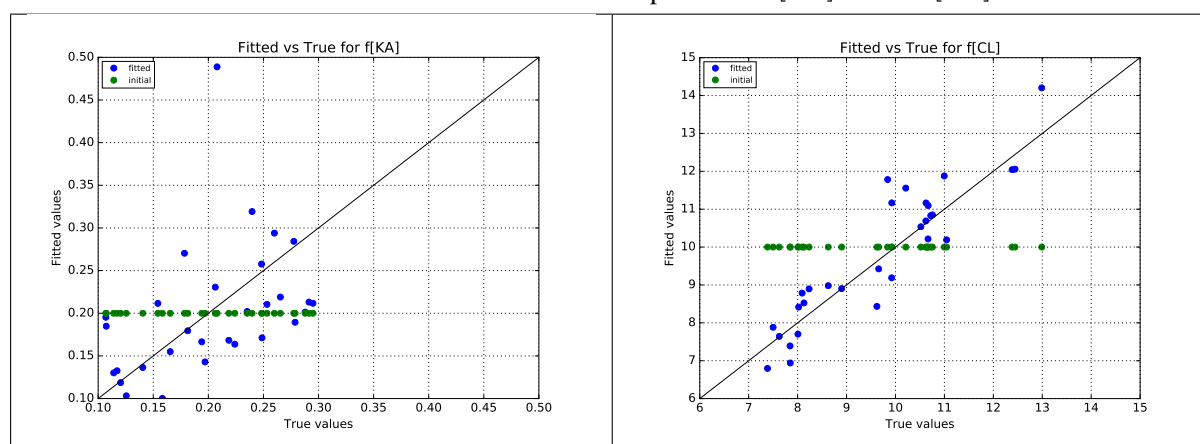 Fitted vs True for f[KA]
0.50
0.45
0.40
0.35
0.30
0.25
0.20
0.15
0.10
Fitted values
fitted
initial
0.10 0.15 0.20 0.25 0.30 0.35 0.40 0.45 0.50
True values
Fitted vs True for f[CL]
15
14
13
12
11
10
9
8
7
6
Fitted values
fitted
initial
6 7 8 9 10 11 12 13 14 15
True values